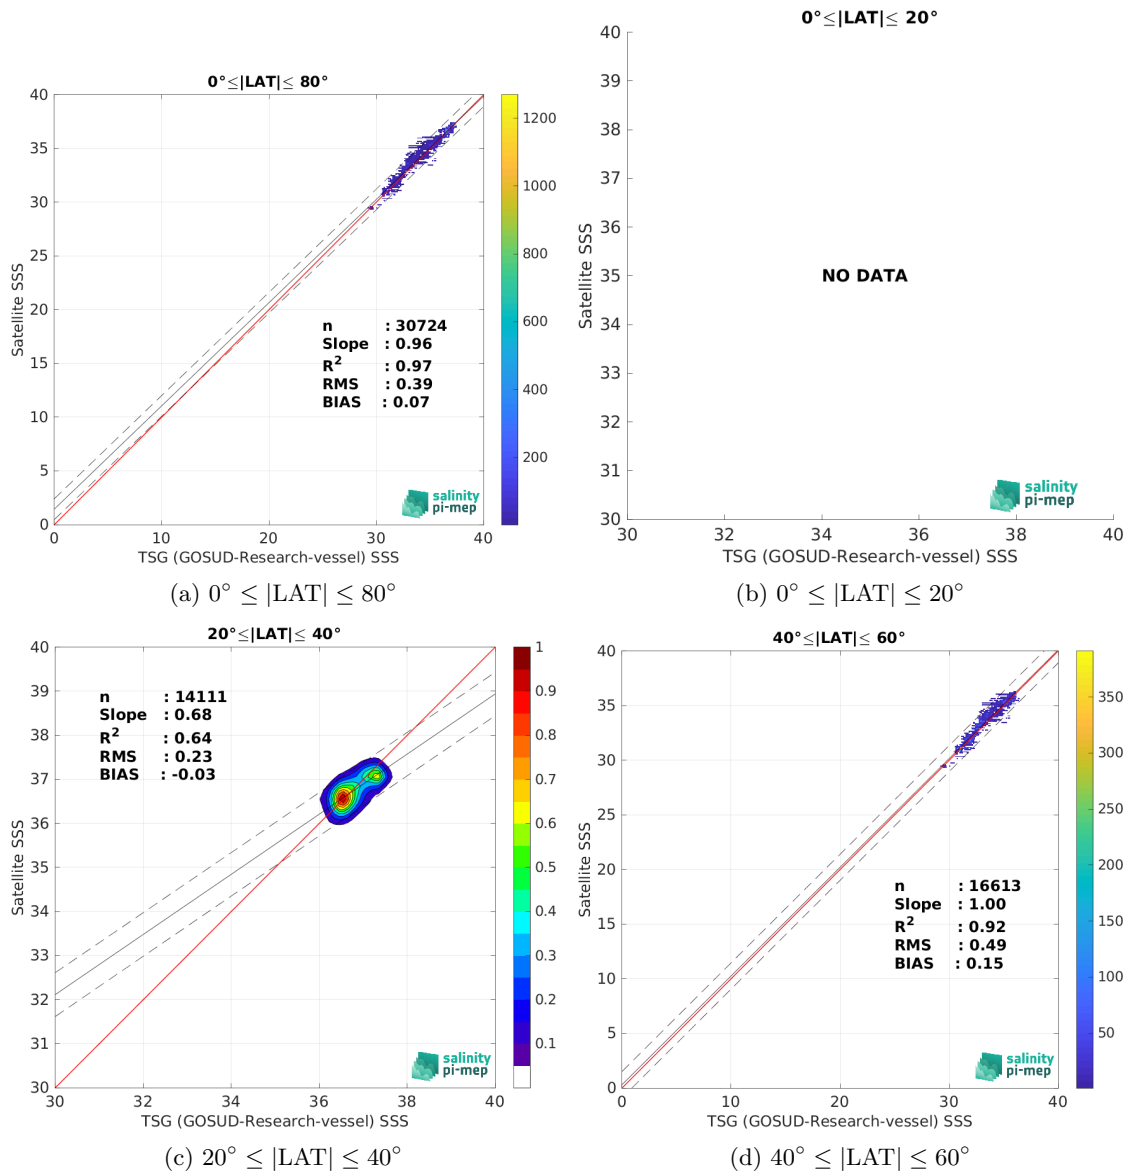 0°≤|LAT|≤ 80°
40
35
30
25
20
15
10
5
0
Satellite SSS
n : 30724
Slope : 0.96
R² : 0.97
RMS : 0.39
BIAS : 0.07
salinity
pi-mep
0 10 20 30 40
TSG (GOSUD-Research-vessel) SSS
1200
1000
800
600
400
200
(a) 0° ≤ |LAT| ≤ 80°
0°≤|LAT|≤ 20°
40
39
38
37
36
35
34
33
32
31
30
Satellite SSS
NO DATA
salinity
pi-mep
30 32 34 36 38 40
TSG (GOSUD-Research-vessel) SSS
(b) 0° ≤ |LAT| ≤ 20°
20°≤|LAT|≤ 40°
40
39
38
37
36
35
34
33
32
31
30
Satellite SSS
n : 14111
Slope : 0.68
R² : 0.64
RMS : 0.23
BIAS : -0.03
salinity
pi-mep
30 32 34 36 38 40
TSG (GOSUD-Research-vessel) SSS
1
0.9
0.8
0.7
0.6
0.5
0.4
0.3
0.2
0.1
(c) 20° ≤ |LAT| ≤ 40°
40°≤|LAT|≤ 60°
40
35
30
25
20
15
10
5
0
Satellite SSS
n : 16613
Slope : 1.00
R² : 0.92
RMS : 0.49
BIAS : 0.15
salinity
pi-mep
0 10 20 30 40
TSG (GOSUD-Research-vessel) SSS
350
300
250
200
150
100
50
(d) 40° ≤ |LAT| ≤ 60°